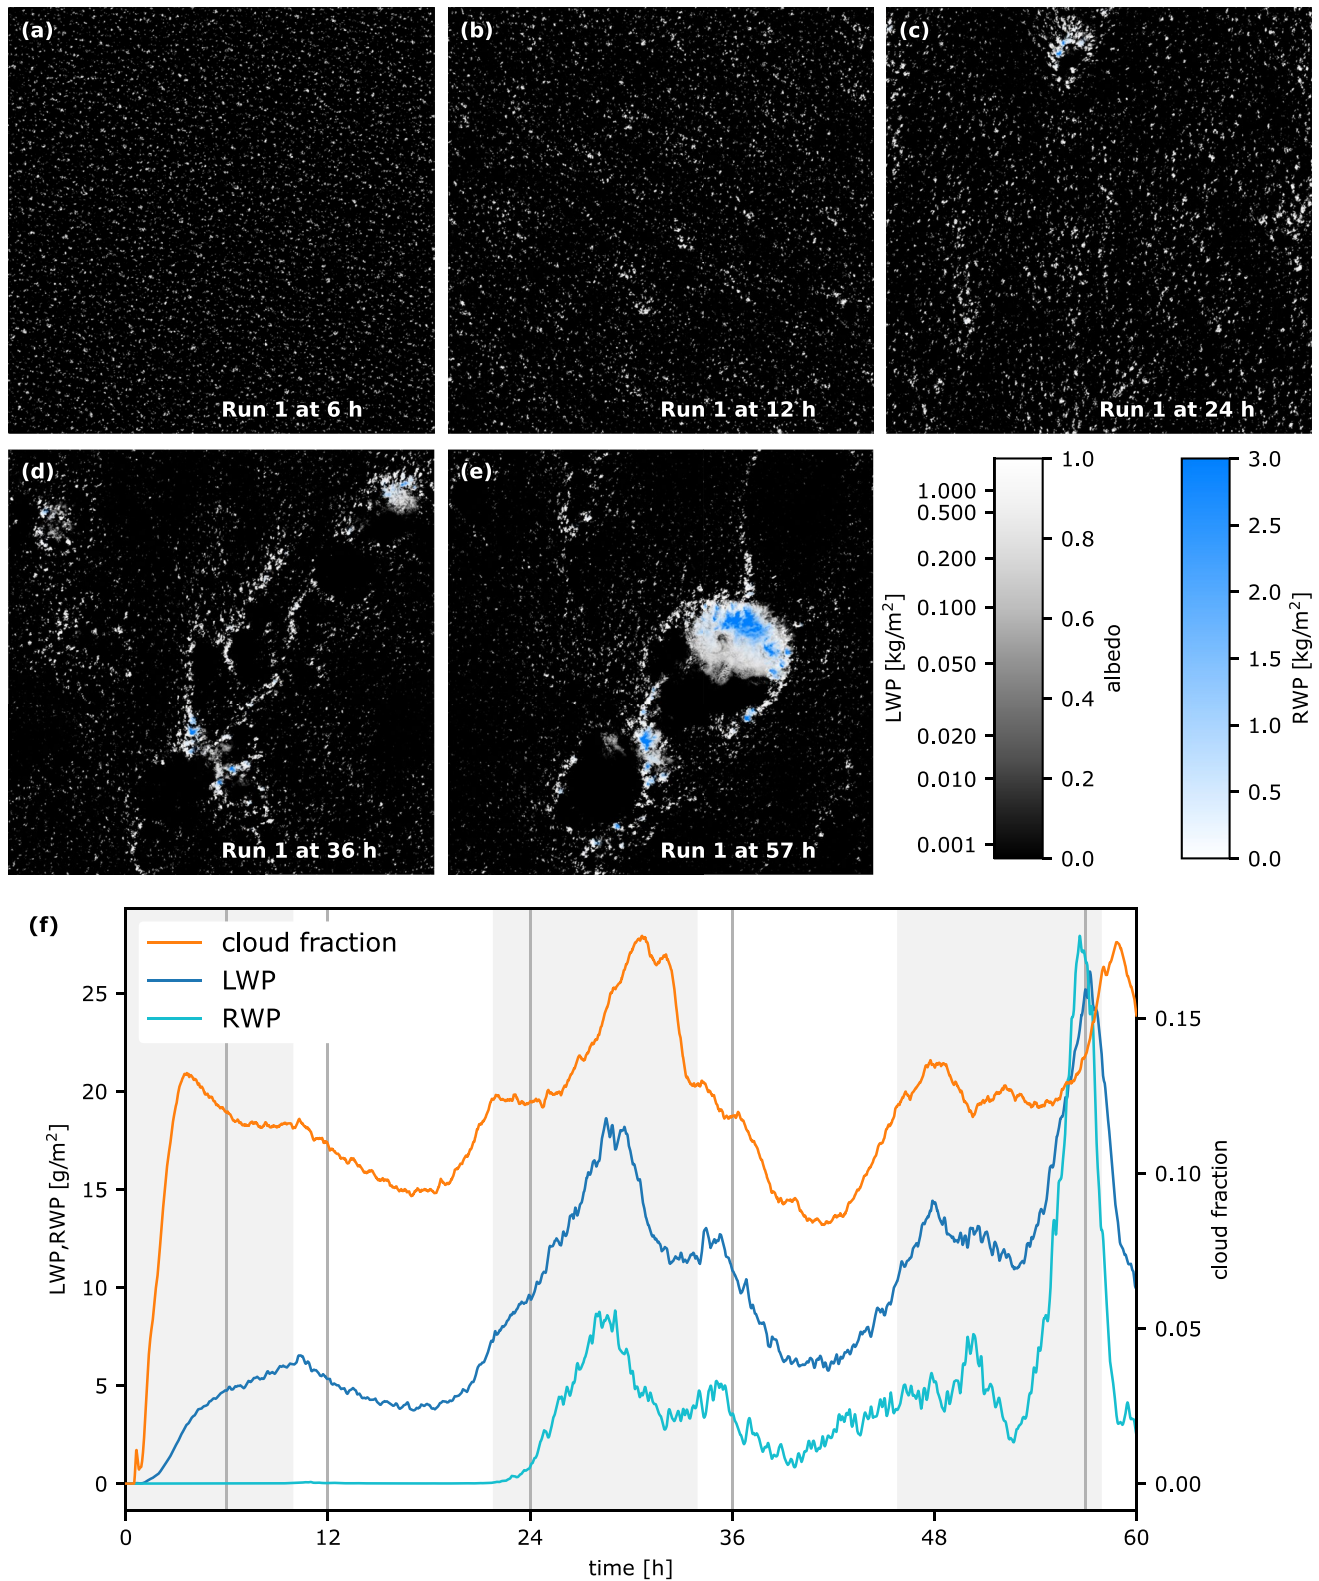 (a)
Run 1 at 6 h
(b)
Run 1 at 12 h
(c)
Run 1 at 24 h
(d)
Run 1 at 36 h
(e)
Run 1 at 57 h
LWP [kg/m²]
1.000
0.500
0.200
0.100
0.050
0.020
0.010
0.001
1.0
0.8
0.6
0.4
0.2
0.0
albedo
3.0
2.5
2.0
1.5
1.0
0.5
0.0
RWP [kg/m²]
(f)
cloud fraction
LWP
RWP
LWP,RWP [g/m²]
25
20
15
10
5
0
0.15
0.10
0.05
0.00
cloud fraction
0 12 24 36 48 60
time [h]